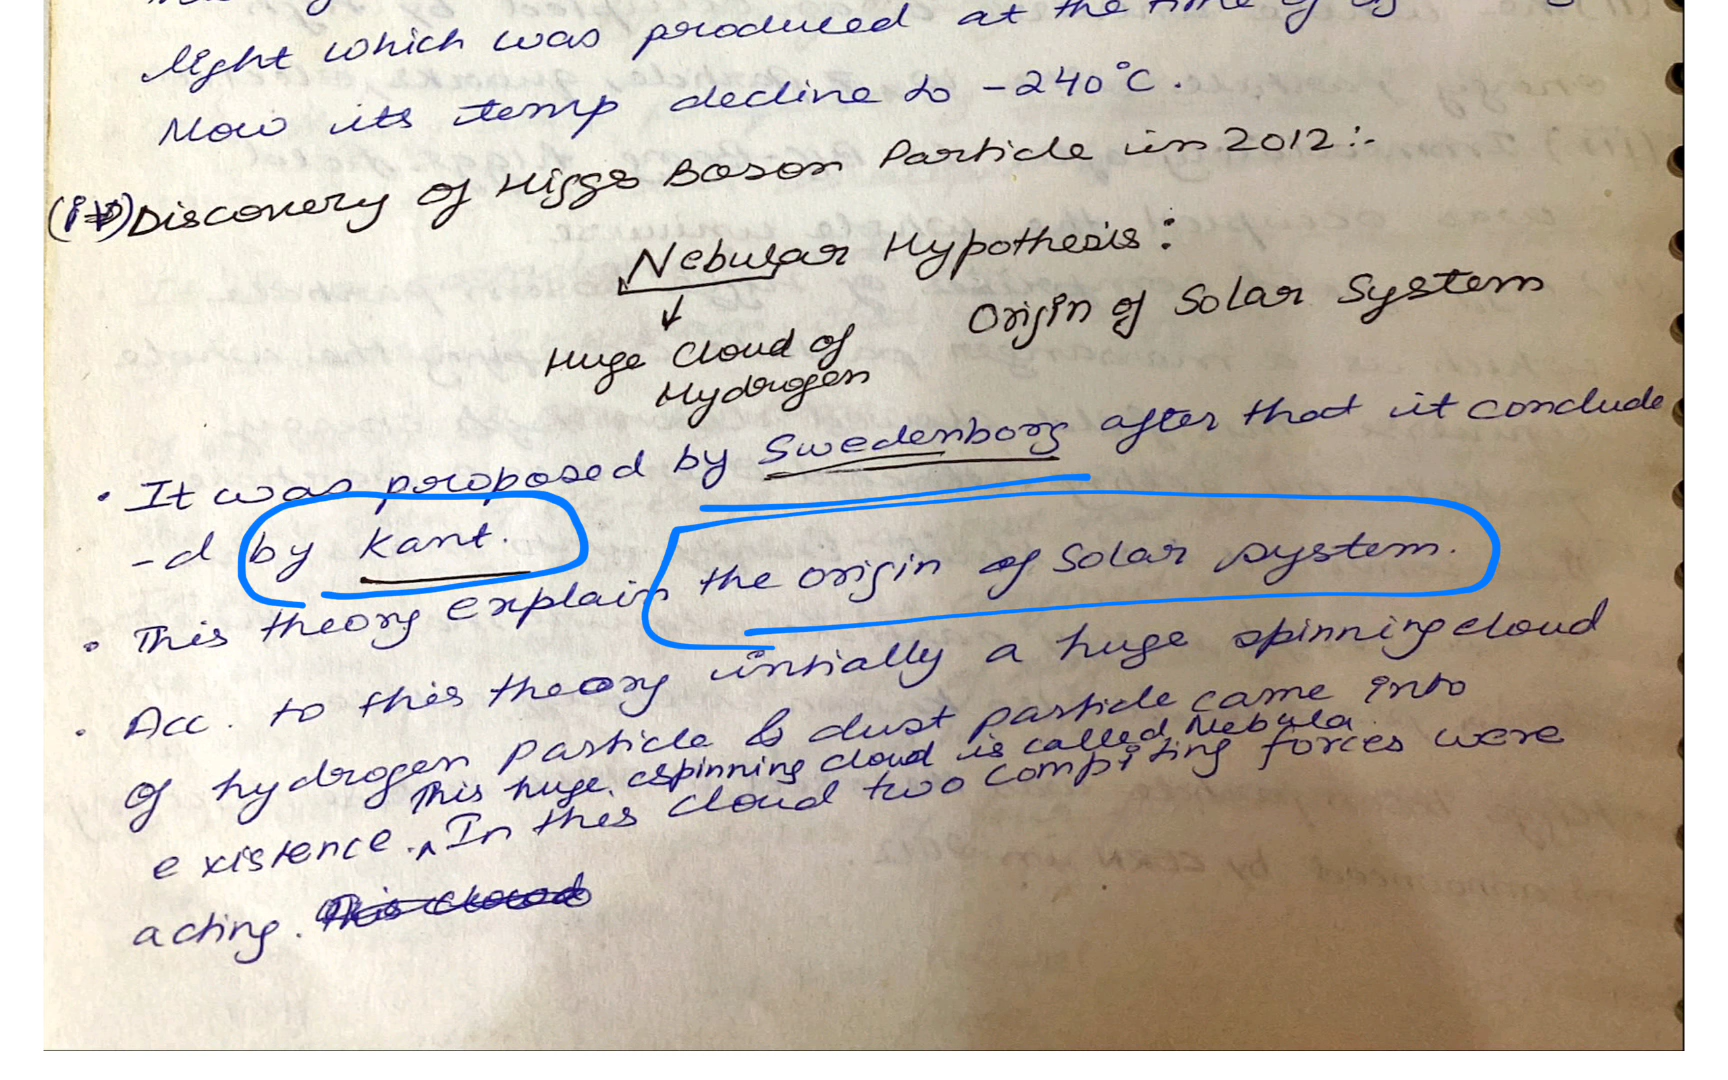 light which was produced at the time of
Now its temp decline to -240°C.
(iv) Discovery of Higgs Boson Particle in 2012:-
Nebular Hypothesis:
Origin of Solar System
Huge Cloud of
Hydrogen
• It was proposed by Swedenborg after that it conclude
-d by Kant.
• This theory explain the origin of Solar system.
• Acc. to this theory intially a huge spinning cloud
of hydrogen particle & dust particle came into
This huge spinning cloud is called Nebula.
existence. In this cloud two compiting forces were
acting.